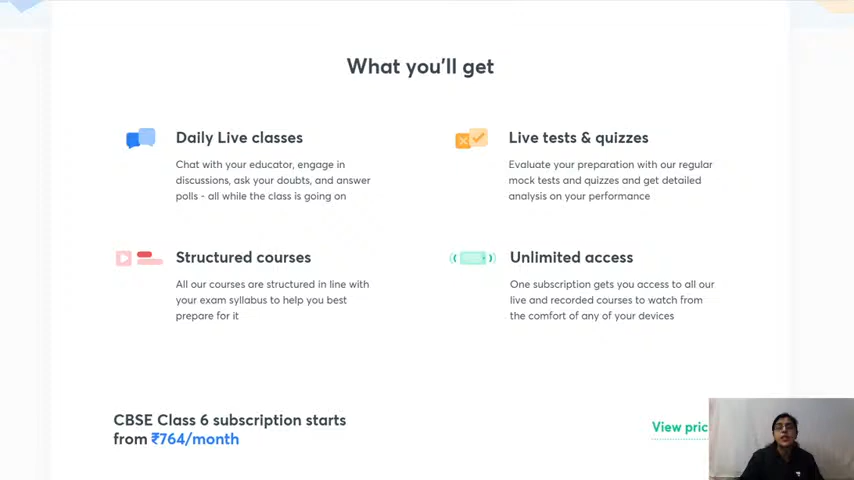 What you'll get
Daily Live classes
Chat with your educator, engage in
discussions, ask your doubts, and answer
polls - all while the class is going on
Live tests & quizzes
Evaluate your preparation with our regular
mock tests and quizzes and get detailed
analysis on your performance
Structured courses
All our courses are structured in line with
your exam syllabus to help you best
prepare for it
Unlimited access
One subscription gets you access to all our
live and recorded courses to watch from
the comfort of any of your devices
CBSE Class 6 subscription starts
from ₹764/month
View pric